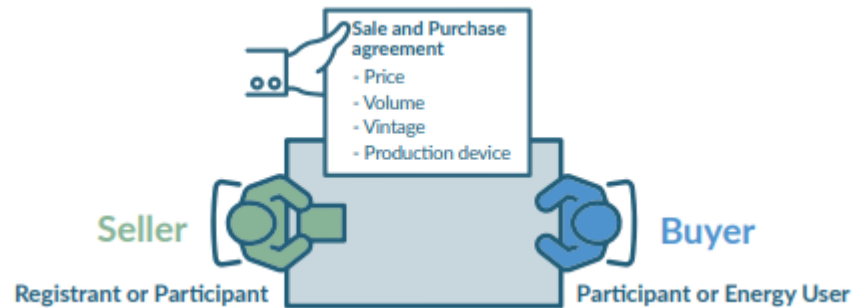 Sale and Purchase
agreement
- Price
- Volume
- Vintage
- Production device
Seller
Buyer
Registrant or Participant
Participant or Energy User